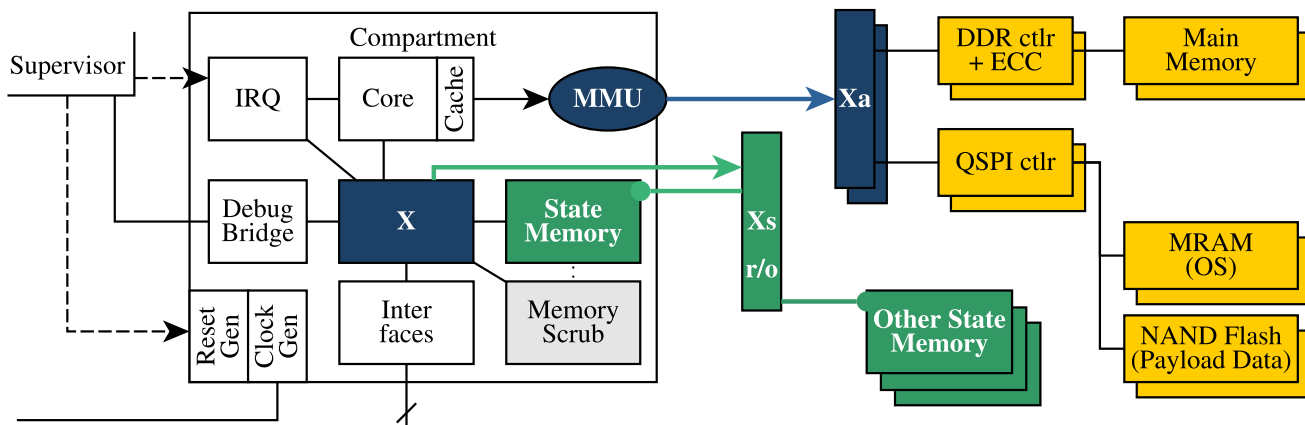 Compartment
Supervisor
IRQ
Core
Cache
MMU
Xa
DDR ctlr
+ ECC
Main
Memory
QSPI ctlr
Debug
Bridge
X
State
Memory
Xs
r/o
MRAM
(OS)
Reset
Gen
Clock
Gen
Inter
faces
Memory
Scrub
Other State
Memory
NAND Flash
(Payload Data)